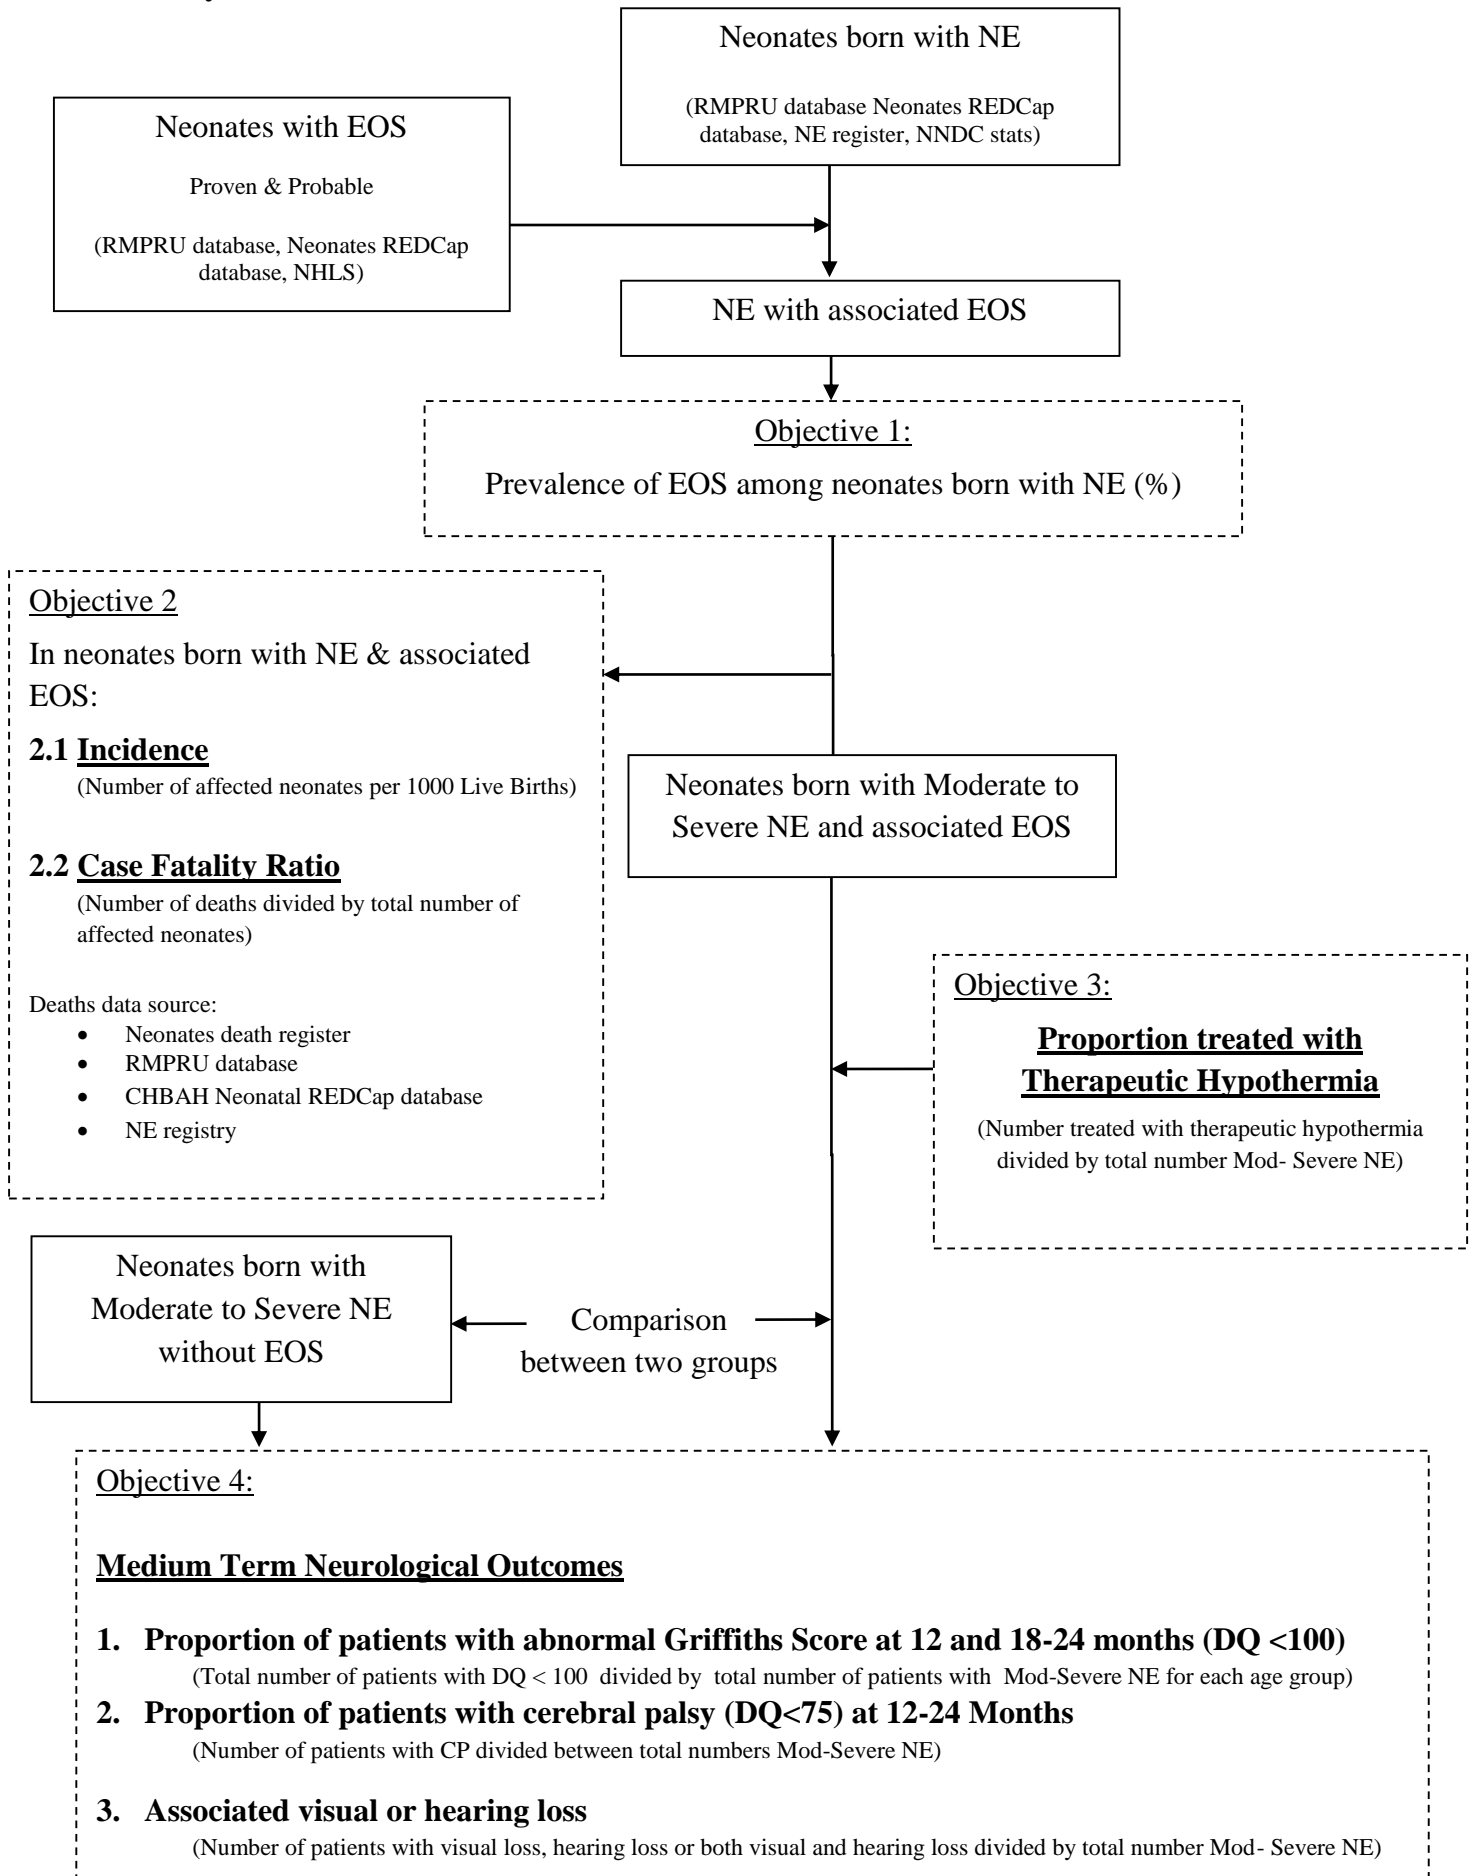 Neonates born with NE
(RMPRU database Neonates REDCap
database, NE register, NNDC stats)
Neonates with EOS
Proven & Probable
(RMPRU database, Neonates REDCap
database, NHLS)
NE with associated EOS
Objective 1:
Prevalence of EOS among neonates born with NE (%)
Objective 2
In neonates born with NE & associated
EOS:
2.1 Incidence
(Number of affected neonates per 1000 Live Births)
2.2 Case Fatality Ratio
(Number of deaths divided by total number of
affected neonates)
Deaths data source:
• Neonates death register
• RMPRU database
• CHBAH Neonatal REDCap database
• NE registry
Neonates born with Moderate to
Severe NE and associated EOS
Objective 3:
Proportion treated with
Therapeutic Hypothermia
(Number treated with therapeutic hypothermia
divided by total number Mod- Severe NE)
Neonates born with
Moderate to Severe NE
without EOS
Comparison
between two groups
Objective 4:
Medium Term Neurological Outcomes
1. Proportion of patients with abnormal Griffiths Score at 12 and 18-24 months (DQ <100)
(Total number of patients with DQ < 100 divided by total number of patients with Mod-Severe NE for each age group)
2. Proportion of patients with cerebral palsy (DQ<75) at 12-24 Months
(Number of patients with CP divided between total numbers Mod-Severe NE)
3. Associated visual or hearing loss
(Number of patients with visual loss, hearing loss or both visual and hearing loss divided by total number Mod- Severe NE)